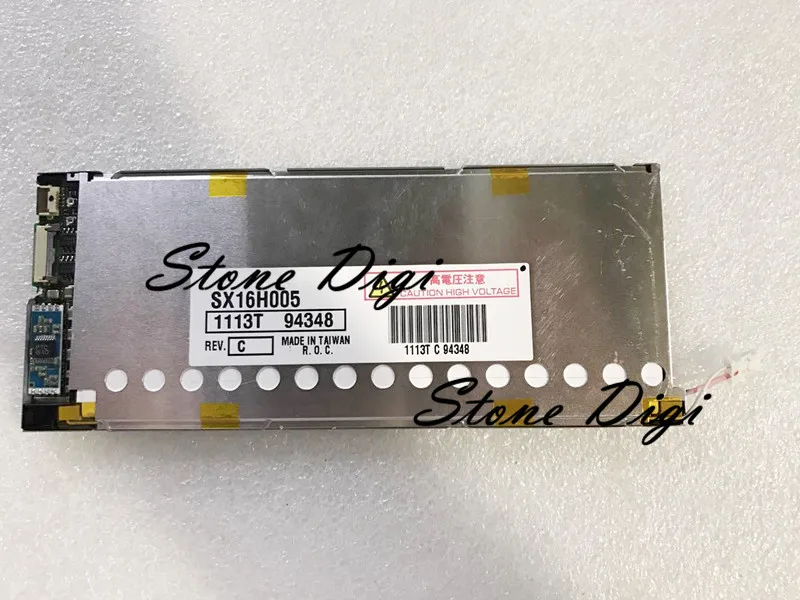 Stone Digi
SX16H005
高電圧注意
CAUTION HIGH VOLTAGE
1113T 94348
REV. C
MADE IN TAIWAN
R. O. C.
1113T C 94348
Stone Digi